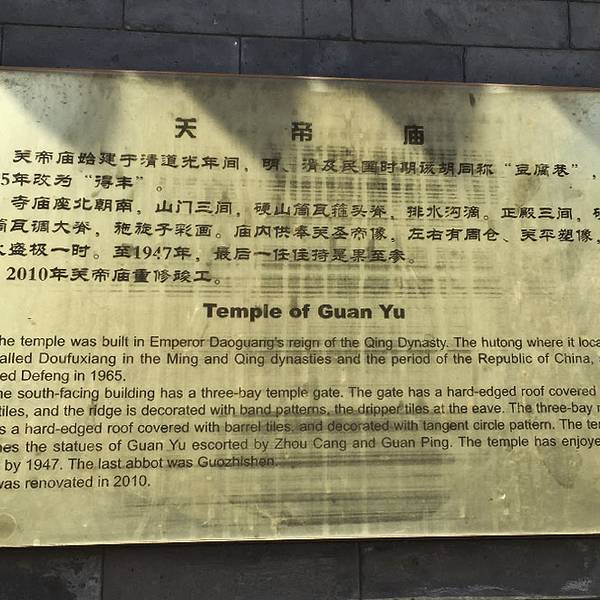 关 帝 庙
关帝庙始建于清道光年间，明、清及民国时期该胡同称“豆腐巷”，
5年改为“得丰”。
寺庙座北朝南，山门三间，硬山筒瓦箍头脊，排水沟滴。正殿三间，
筒瓦调大脊，施旋子彩画。庙内供奉关圣帝像，左右有周仓、关平塑像，
盛极一时。至1947年，最后一任住持是果至参。
2010年关帝庙重修竣工。
Temple of Guan Yu
he temple was built in Emperor Daoguang's reign of the Qing Dynasty. The hutong where it loca
alled Doufuxiang in the Ming and Qing dynasties and the period of the Republic of China,
ed Defeng in 1965.
he south-facing building has a three-bay temple gate. The gate has a hard-edged roof covered
tiles, and the ridge is decorated with band patterns, the dripper tiles at the eave. The three-bay
s a hard-edged roof covered with barrel tiles, and decorated with tangent circle pattern. The te
nes the statues of Guan Yu escorted by Zhou Cang and Guan Ping. The temple has enjoye
by 1947. The last abbot was Guozhishen.
was renovated in 2010.